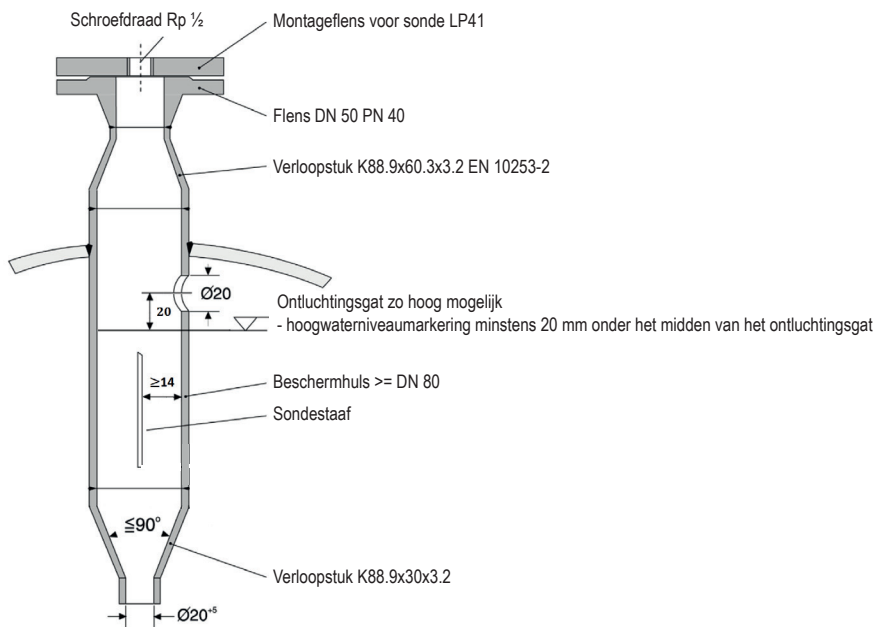 Schroefdraad Rp ½
Montageflens voor sonde LP41
Flens DN 50 PN 40
Verloopstuk K88.9x60.3x3.2 EN 10253-2
Ø20
20
Ontluchtingsgat zo hoog mogelijk
- hoogwaterniveaumarkering minstens 20 mm onder het midden van het ontluchtingsgat
≥14
Beschermhuls >= DN 80
Sondestaaf
≦90°
Verloopstuk K88.9x30x3.2
Ø20⁺⁵